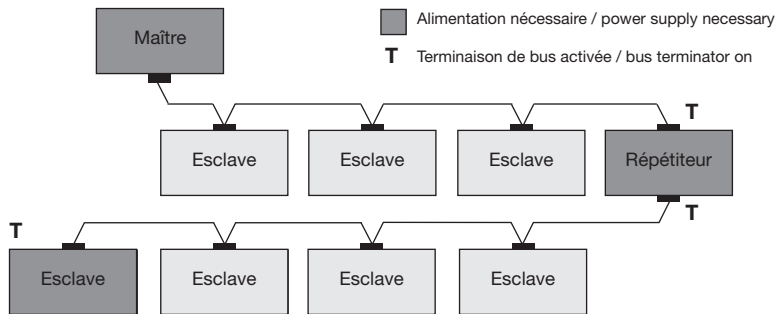 Maître
Alimentation nécessaire / power supply necessary
T Terminaison de bus activée / bus terminator on
T
Esclave Esclave Esclave Répétiteur
T
T
Esclave Esclave Esclave Esclave